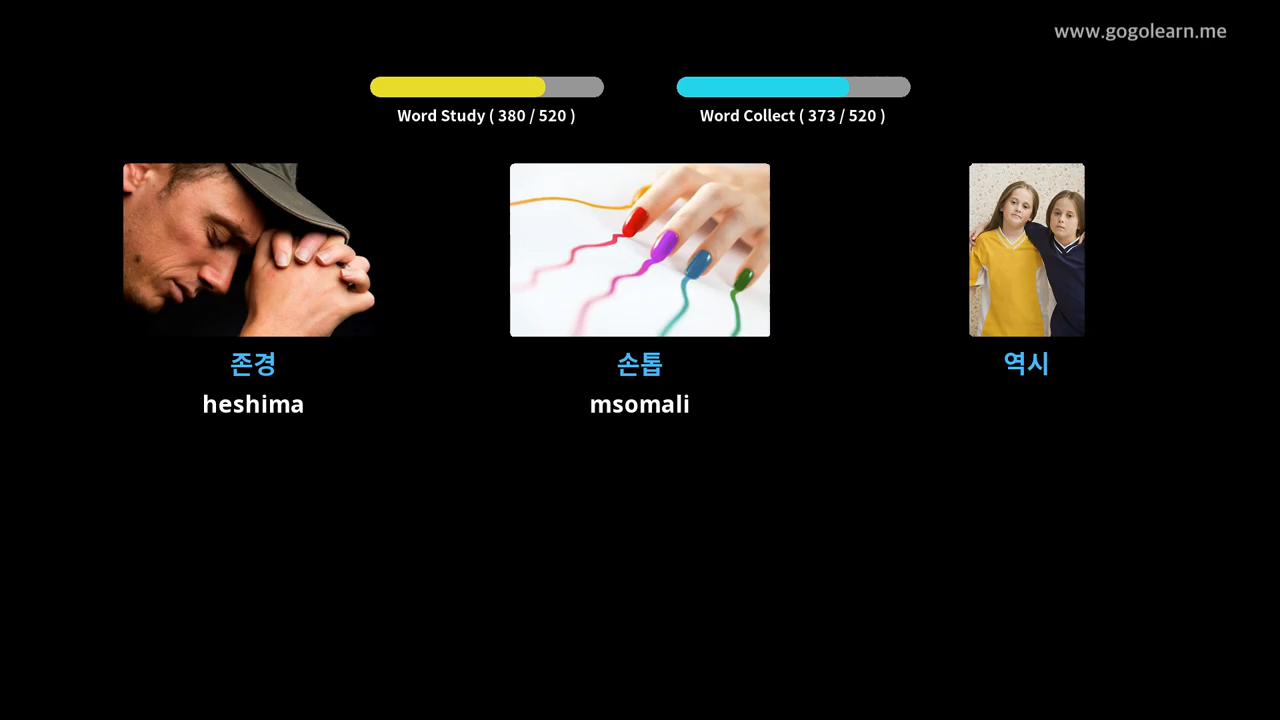 www.gogolearn.me
Word Study ( 380 / 520 )
Word Collect ( 373 / 520 )
존경
손톱
역시
heshima
msomali